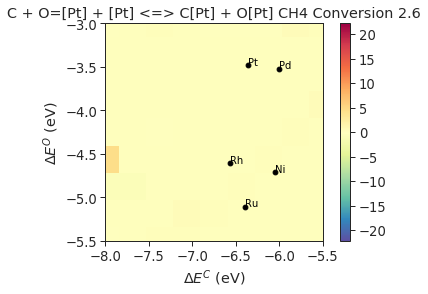 C + O=[Pt] + [Pt] <=> C[Pt] + O[Pt] CH4 Conversion 2.6
−3.0
−3.5
−4.0
−4.5
−5.0
−5.5
ΔE^O (eV)
Pt
Pd
Rh
Ni
Ru
−8.0 −7.5 −7.0 −6.5 −6.0 −5.5
ΔE^C (eV)
20
15
10
5
0
−5
−10
−15
−20